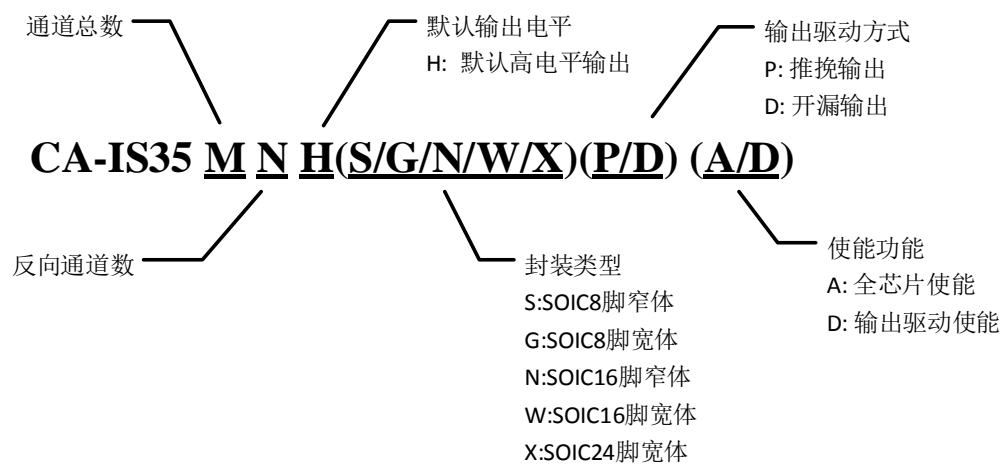 通道总数
默认输出电平
H: 默认高电平输出
输出驱动方式
P: 推挽输出
D: 开漏输出
CA-IS35 M N H(S/G/N/W/X)(P/D) (A/D)
反向通道数
封装类型
S:SOIC8脚窄体
G:SOIC8脚宽体
N:SOIC16脚窄体
W:SOIC16脚宽体
X:SOIC24脚宽体
使能功能
A: 全芯片使能
D: 输出驱动使能